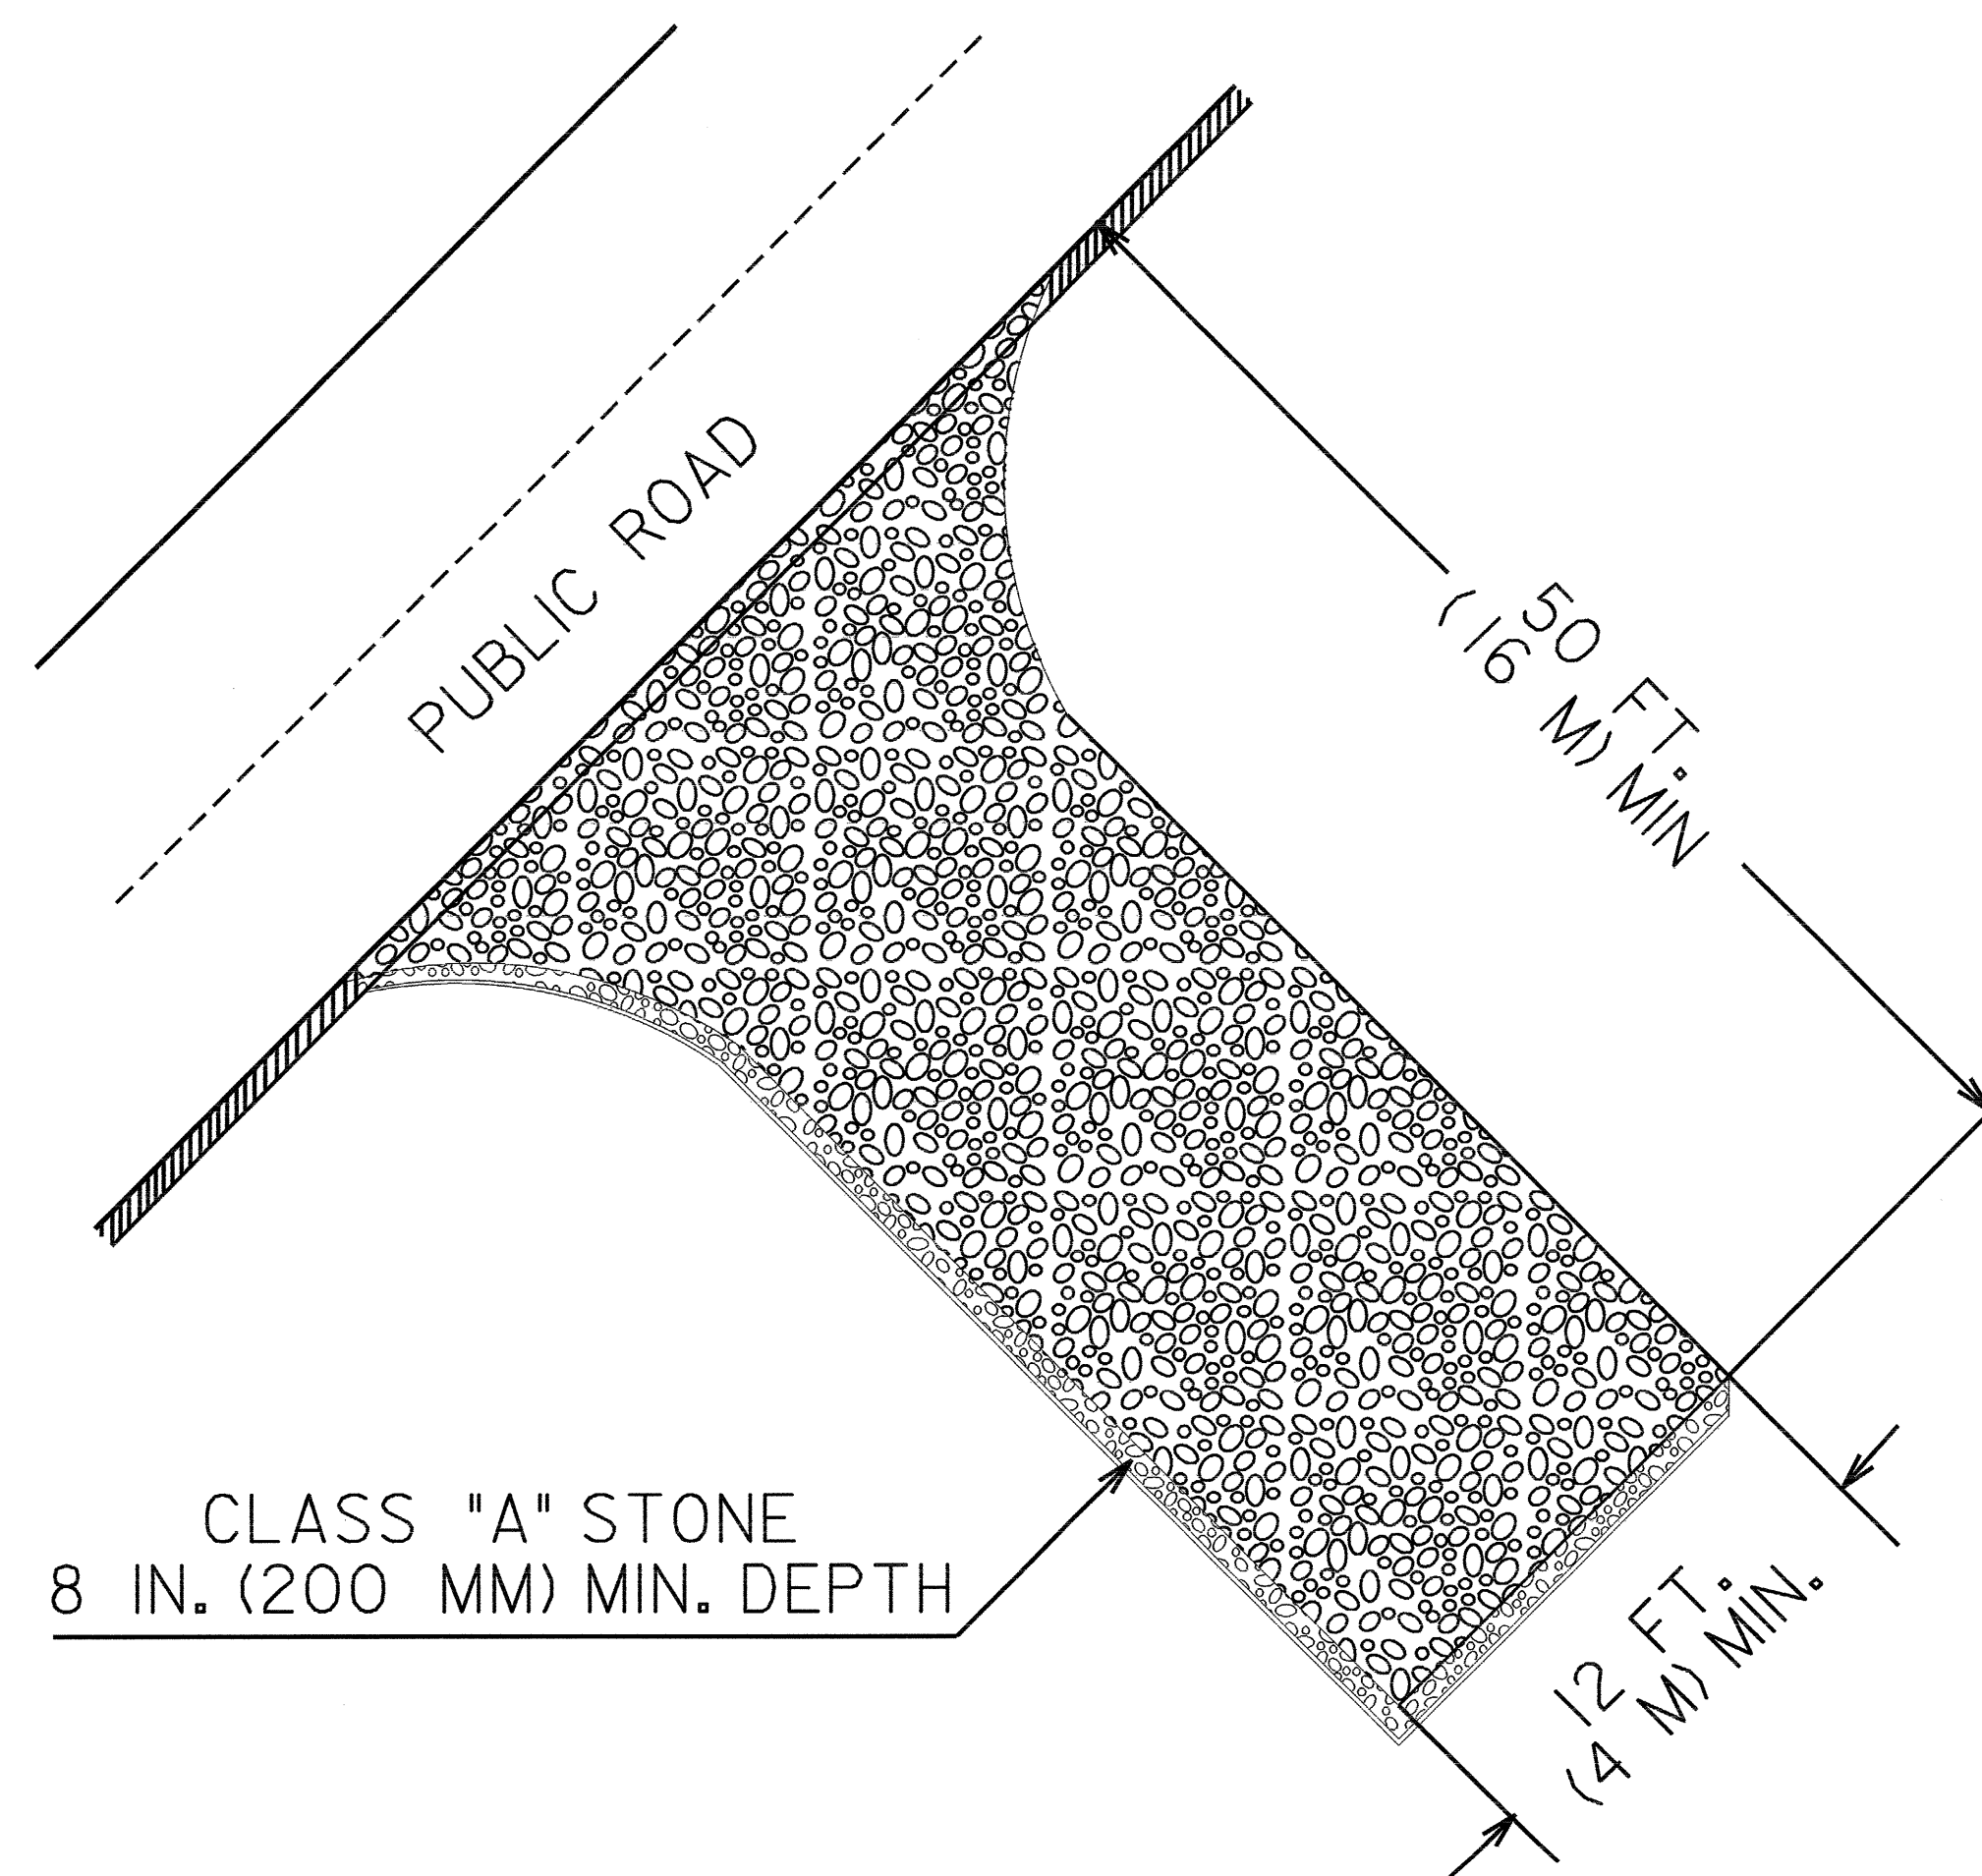 PUBLIC ROAD
50 FT.
(16 M) MIN
CLASS "A" STONE
8 IN. (200 MM) MIN. DEPTH
12 FT.
(4 M) MIN.